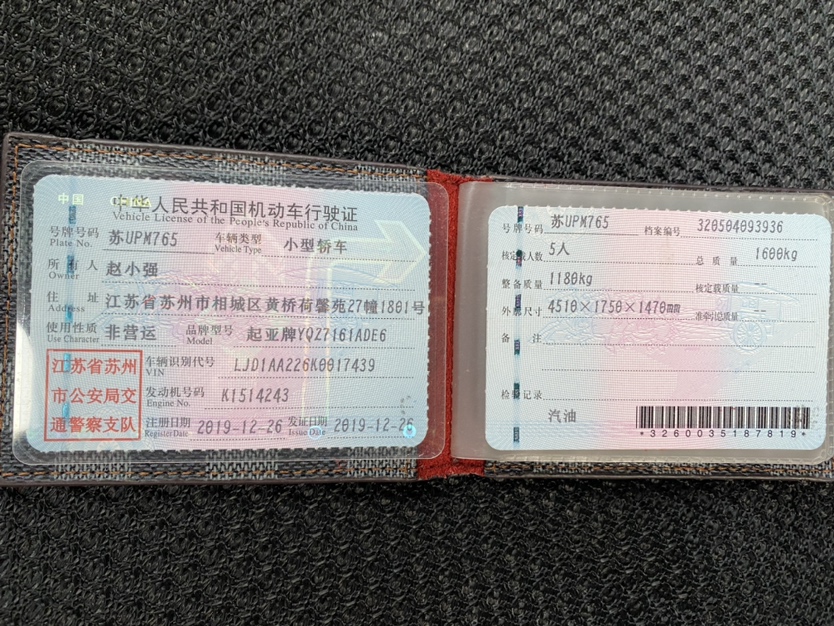 中国 CHINA
中华人民共和国机动车行驶证
Vehicle License of the People's Republic of China
号牌号码 苏UPM765 车辆类型 小型轿车
Plate No. Vehicle Type
所有人 赵小强
Owner
住址 江苏省苏州市相城区黄桥荷馨苑27幢1801号
Address
使用性质 非营运 品牌型号 起亚牌YQZ7161ADE6
Use Character Model
江苏省苏州
市公安局交
通警察支队
车辆识别代号 LJD1AA226K0017439
VIN
发动机号码 K1514243
Engine No.
注册日期 2019-12-26 发证日期 2019-12-26
Register Date Issue Date
号牌号码 苏UPM765 档案编号 320504093936
核定载人数 5人 总质量 1600kg
整备质量 1180kg 核定载质量 --
外廓尺寸 4510×1750×1470mm 准牵引总质量 --
备注
检验记录
汽油
*3260035187819*